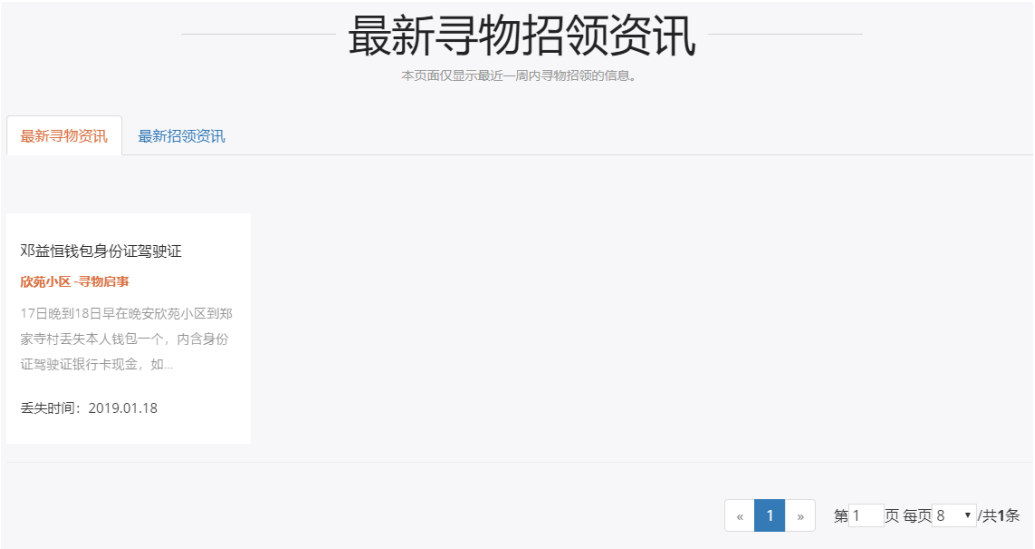 最新寻物招领资讯
本页面仅显示最近一周内寻物招领的信息。
最新寻物资讯 最新招领资讯
邓益恒钱包身份证驾驶证
欣苑小区 -寻物启事
17日晚到18日早在晚安欣苑小区到郑
家寺村丢失本人钱包一个，内含身份
证驾驶证银行卡现金，如...
丢失时间：2019.01.18
« 1 » 第1 页 每页 8 ▾ /共1条